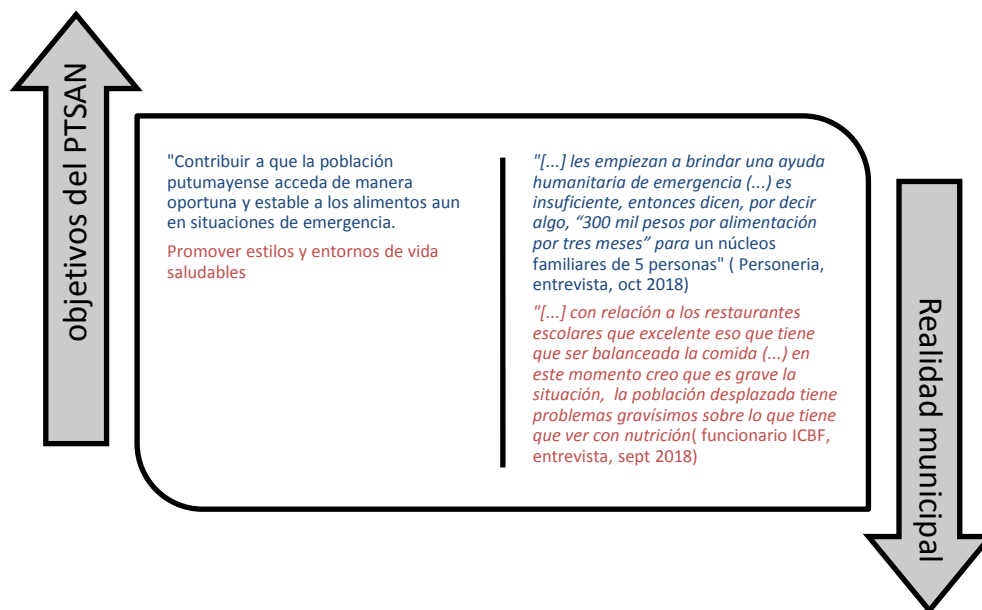 objetivos del PTSAN
"Contribuir a que la población
putumayense acceda de manera
oportuna y estable a los alimentos aun
en situaciones de emergencia.
Promover estilos y entornos de vida
saludables
"[...] les empiezan a brindar una ayuda
humanitaria de emergencia (...) es
insuficiente, entonces dicen, por decir
algo, “300 mil pesos por alimentación
por tres meses” para un núcleos
familiares de 5 personas" ( Personeria,
entrevista, oct 2018)
"[...] con relación a los restaurantes
escolares que excelente eso que tiene
que ser balanceada la comida (...) en
este momento creo que es grave la
situación, la población desplazada tiene
problemas gravísimos sobre lo que tiene
que ver con nutrición( funcionario ICBF,
entrevista, sept 2018)
Realidad municipal